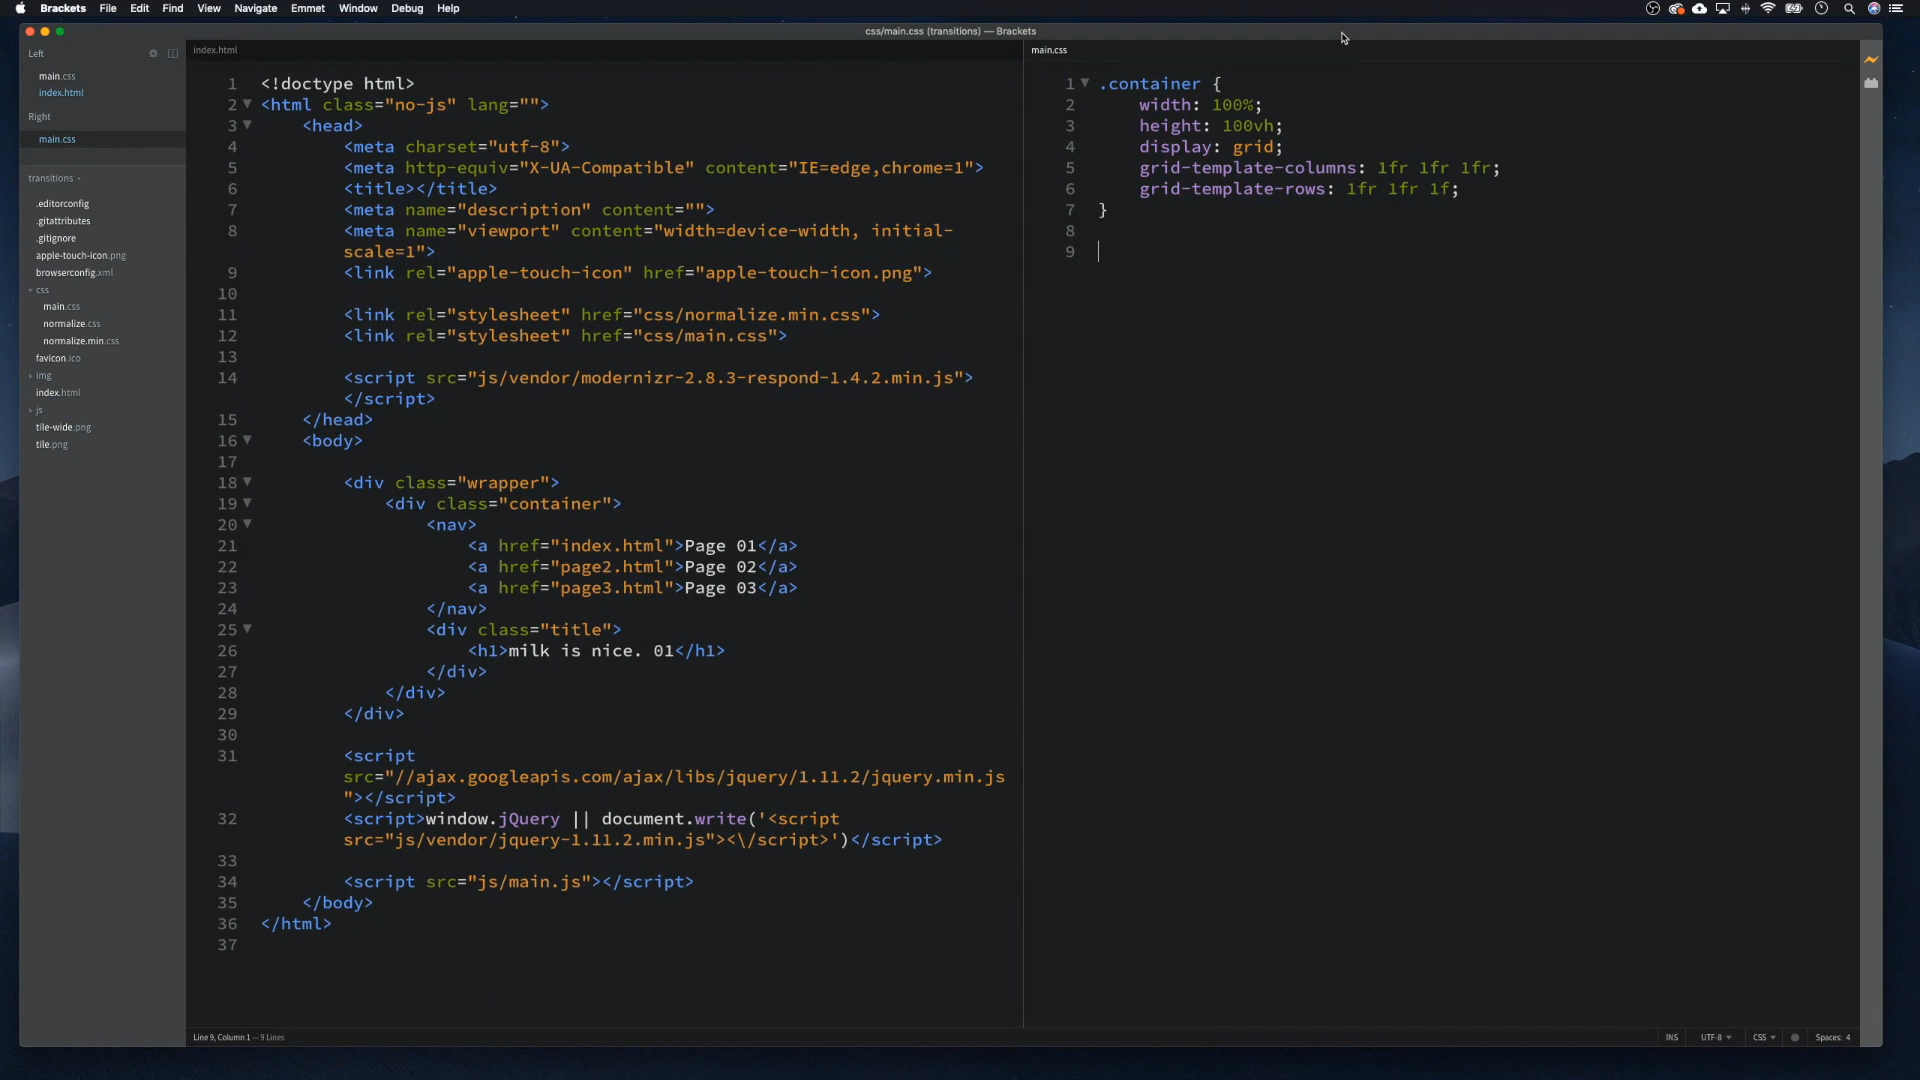 Brackets File Edit Find View Navigate Emmet Window Debug Help
css/main.css (transitions) — Brackets
Left
main.css
index.html
Right
main.css
transitions
.editorconfig
.gitattributes
.gitignore
apple-touch-icon.png
browserconfig.xml
css
main.css
normalize.css
normalize.min.css
favicon.ico
img
index.html
js
tile-wide.png
tile.png
index.html
1 <!doctype html>
2 <html class="no-js" lang="">
3 <head>
4 <meta charset="utf-8">
5 <meta http-equiv="X-UA-Compatible" content="IE=edge,chrome=1">
6 <title></title>
7 <meta name="description" content="">
8 <meta name="viewport" content="width=device-width, initial-
scale=1">
9 <link rel="apple-touch-icon" href="apple-touch-icon.png">
10
11 <link rel="stylesheet" href="css/normalize.min.css">
12 <link rel="stylesheet" href="css/main.css">
13
14 <script src="js/vendor/modernizr-2.8.3-respond-1.4.2.min.js">
</script>
15 </head>
16 <body>
17
18 <div class="wrapper">
19 <div class="container">
20 <nav>
21 <a href="index.html">Page 01</a>
22 <a href="page2.html">Page 02</a>
23 <a href="page3.html">Page 03</a>
24 </nav>
25 <div class="title">
26 <h1>milk is nice. 01</h1>
27 </div>
28 </div>
29 </div>
30
31 <script
src="//ajax.googleapis.com/ajax/libs/jquery/1.11.2/jquery.min.js
"></script>
32 <script>window.jQuery || document.write('<script
src="js/vendor/jquery-1.11.2.min.js"><\/script>')</script>
33
34 <script src="js/main.js"></script>
35 </body>
36 </html>
37
main.css
1 .container {
2 width: 100%;
3 height: 100vh;
4 display: grid;
5 grid-template-columns: 1fr 1fr 1fr;
6 grid-template-rows: 1fr 1fr 1f;
7 }
8
9
Line 9, Column 1 — 9 Lines
INS UTF-8 CSS Spaces: 4